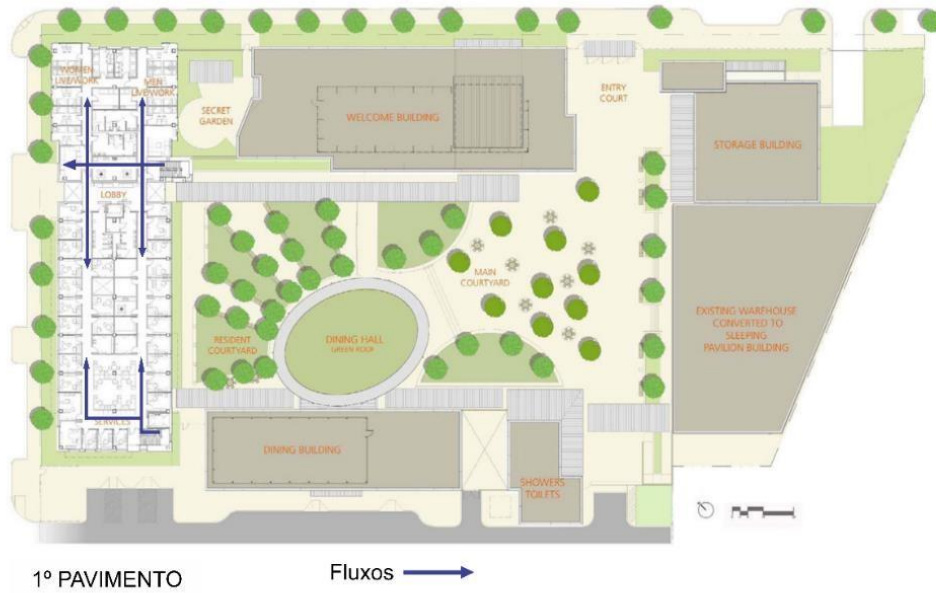 WOMEN
LIVE/WORK
MEN
LIVE/WORK
SECRET
GARDEN
WELCOME BUILDING
ENTRY
COURT
STORAGE BUILDING
LOBBY
MAIN
COURTYARD
EXISTING WAREHOUSE
CONVERTED TO
SLEEPING
PAVILION BUILDING
RESIDENT
COURTYARD
DINING HALL
GREEN ROOF
SERVICES
DINING BUILDING
SHOWERS
TOILETS
1º PAVIMENTO
Fluxos